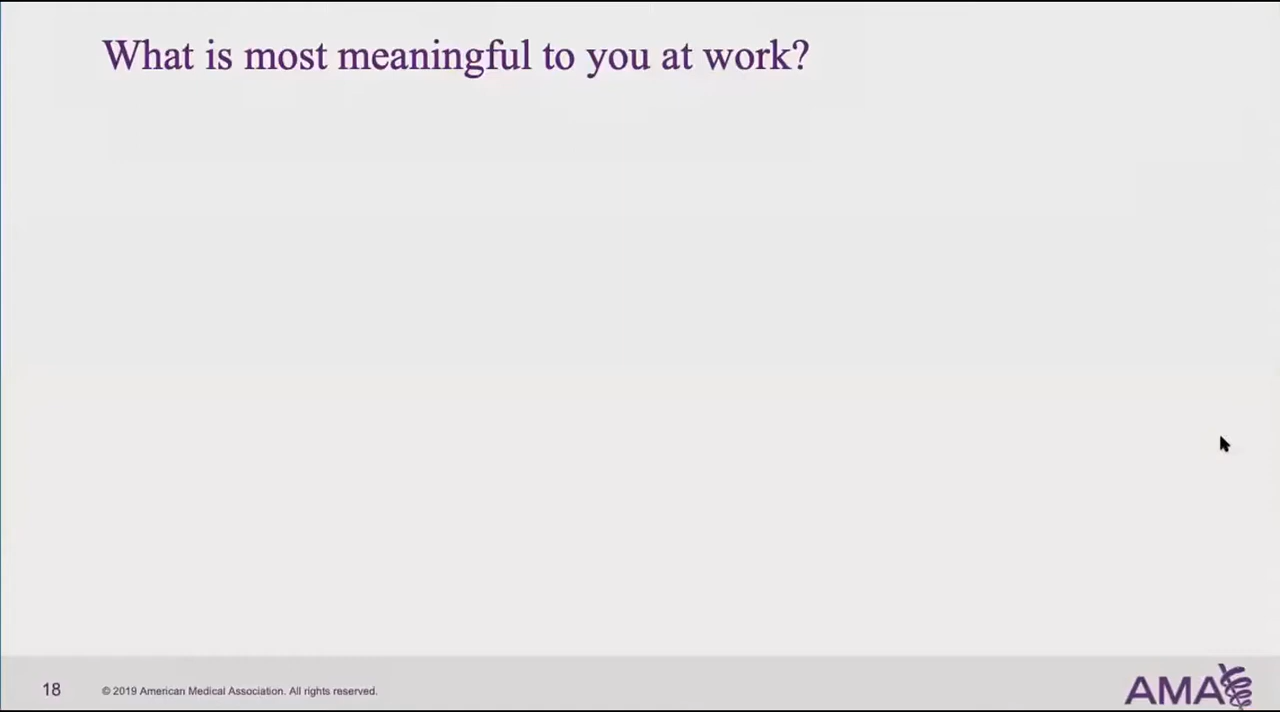 What is most meaningful to you at work?
18
© 2019 American Medical Association. All rights reserved.
AMA